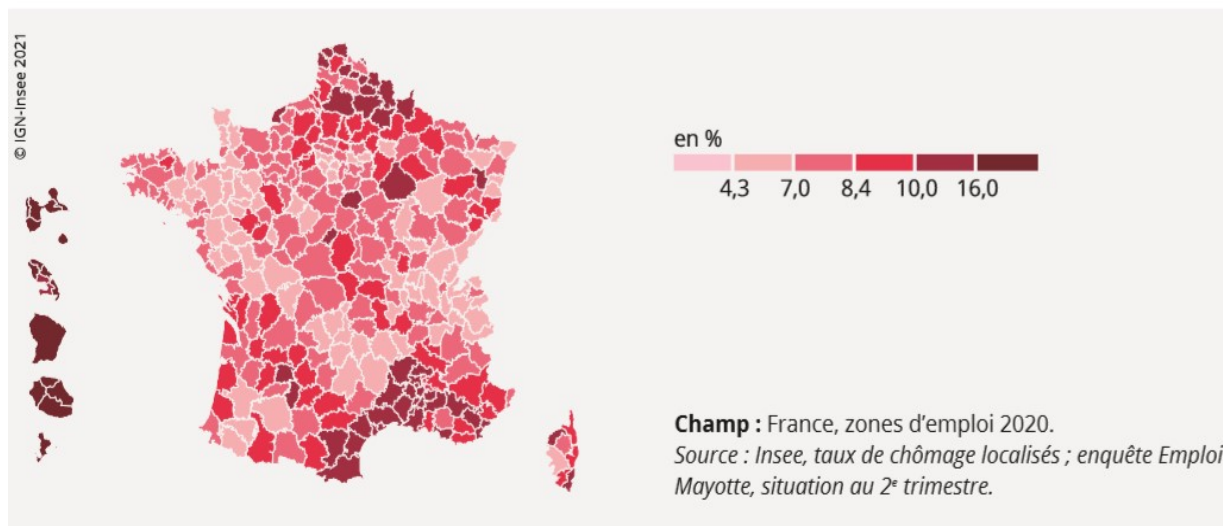 © IGN-Insee 2021
en %
4,3 7,0 8,4 10,0 16,0
Champ : France, zones d'emploi 2020.
Source : Insee, taux de chômage localisés ; enquête Emploi
Mayotte, situation au 2ᵉ trimestre.